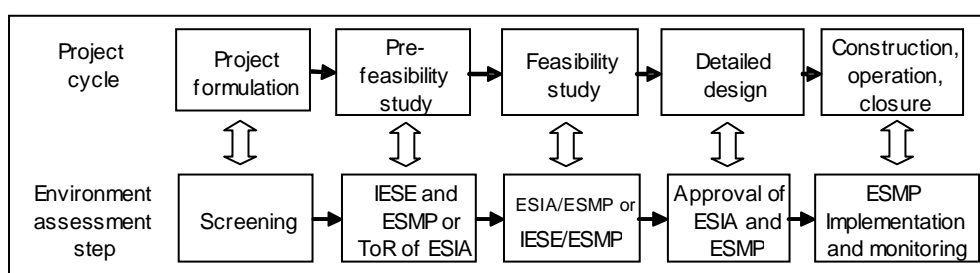 Project
cycle
Project
formulation
Pre-
feasibility
study
Feasibility
study
Detailed
design
Construction,
operation,
closure
Environment
assessment
step
Screening
IESE and
ESMP or
ToR of ESIA
ESIA/ESMP or
IESE/ESMP
Approval of
ESIA and
ESMP
ESMP
Implementation
and monitoring